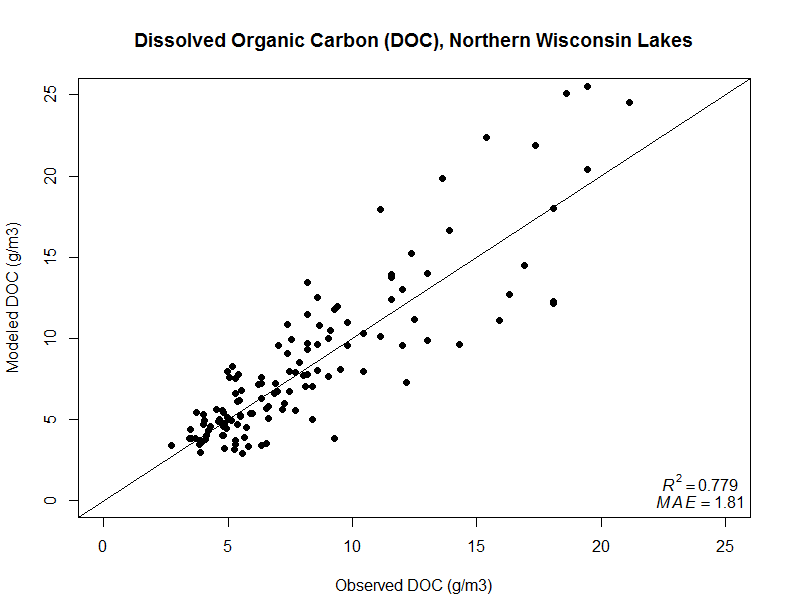 Dissolved Organic Carbon (DOC), Northern Wisconsin Lakes
Modeled DOC (g/m3)
25
20
15
10
5
0
R² = 0.779
MAE = 1.81
0 5 10 15 20 25
Observed DOC (g/m3)